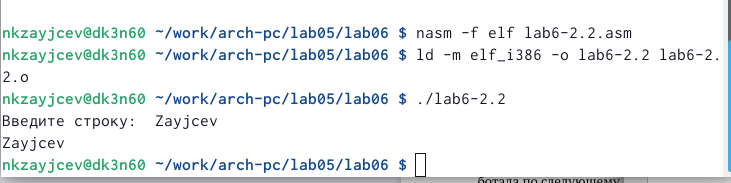 nkzayjcev@dk3n60 ~/work/arch-pc/lab05/lab06 $ nasm -f elf lab6-2.2.asm
nkzayjcev@dk3n60 ~/work/arch-pc/lab05/lab06 $ ld -m elf_i386 -o lab6-2.2 lab6-2.
2.o
nkzayjcev@dk3n60 ~/work/arch-pc/lab05/lab06 $ ./lab6-2.2
Введите строку:  Zayjcev
Zayjcev
nkzayjcev@dk3n60 ~/work/arch-pc/lab05/lab06 $
ботала по следующему